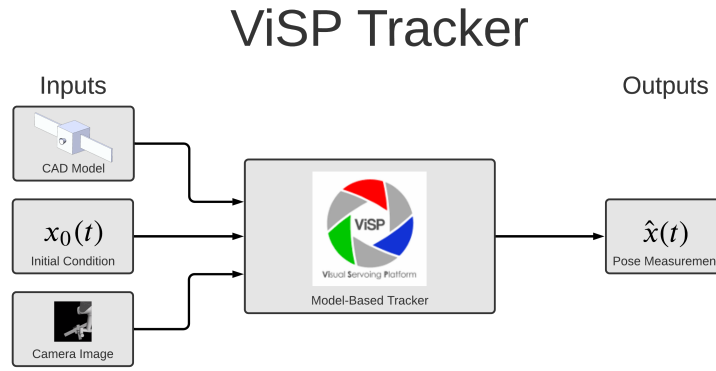 ViSP Tracker
Inputs
Outputs
CAD Model
x₀(t)
Initial Condition
Camera Image
ViSP
Visual Servoing Platform
Model-Based Tracker
x̂(t)
Pose Measuremen